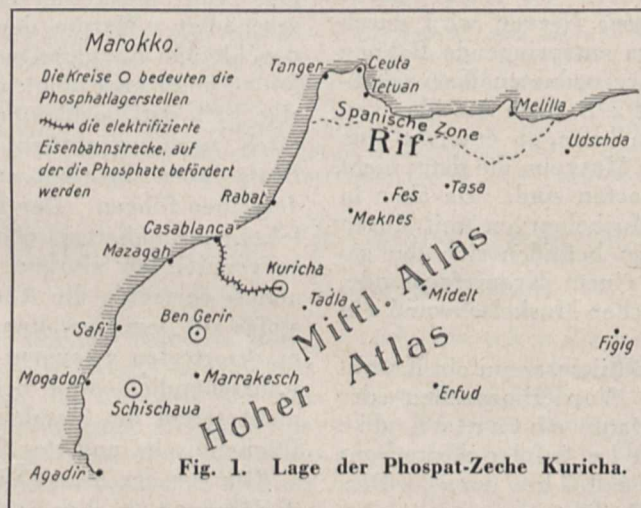 Marokko.
Die Kreise O bedeuten die
Phosphatlagerstellen
die elektrifizierte
Eisenbahnstrecke, auf
der die Phosphate befördert
werden
Tanger
Ceuta
Tetuan
Melilla
Spanische Zone
Rif
Udschda
Tasa
Fes
Meknes
Rabat
Casablanca
Mazagan
Kuricha
Tadla
Mittl. Atlas
Midelt
Safi
Ben Gerir
Hoher Atlas
Figig
Mogador
Marrakesch
Schischaua
Erfud
Agadir
Fig. 1. Lage der Phospat-Zeche Kuricha.